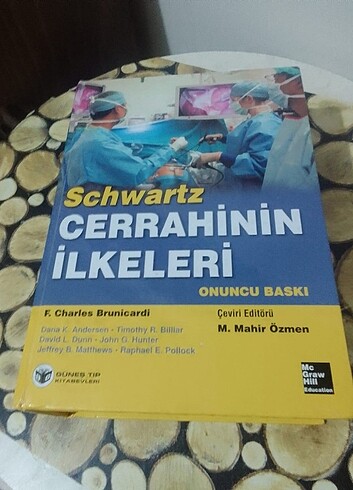 Schwartz
CERRAHİNİN
İLKELERİ
ONUNCU BASKI
F. Charles Brunicardi
Çeviri Editörü
Dana K. Andersen - Timothy R. Billiar
M. Mahir Özmen
David L. Dunn - John G. Hunter
Jeffrey B. Matthews - Raphael E. Pollock
GÜNEŞ TIP
KİTABEVLERİ
Mc
Graw
Hill
Education